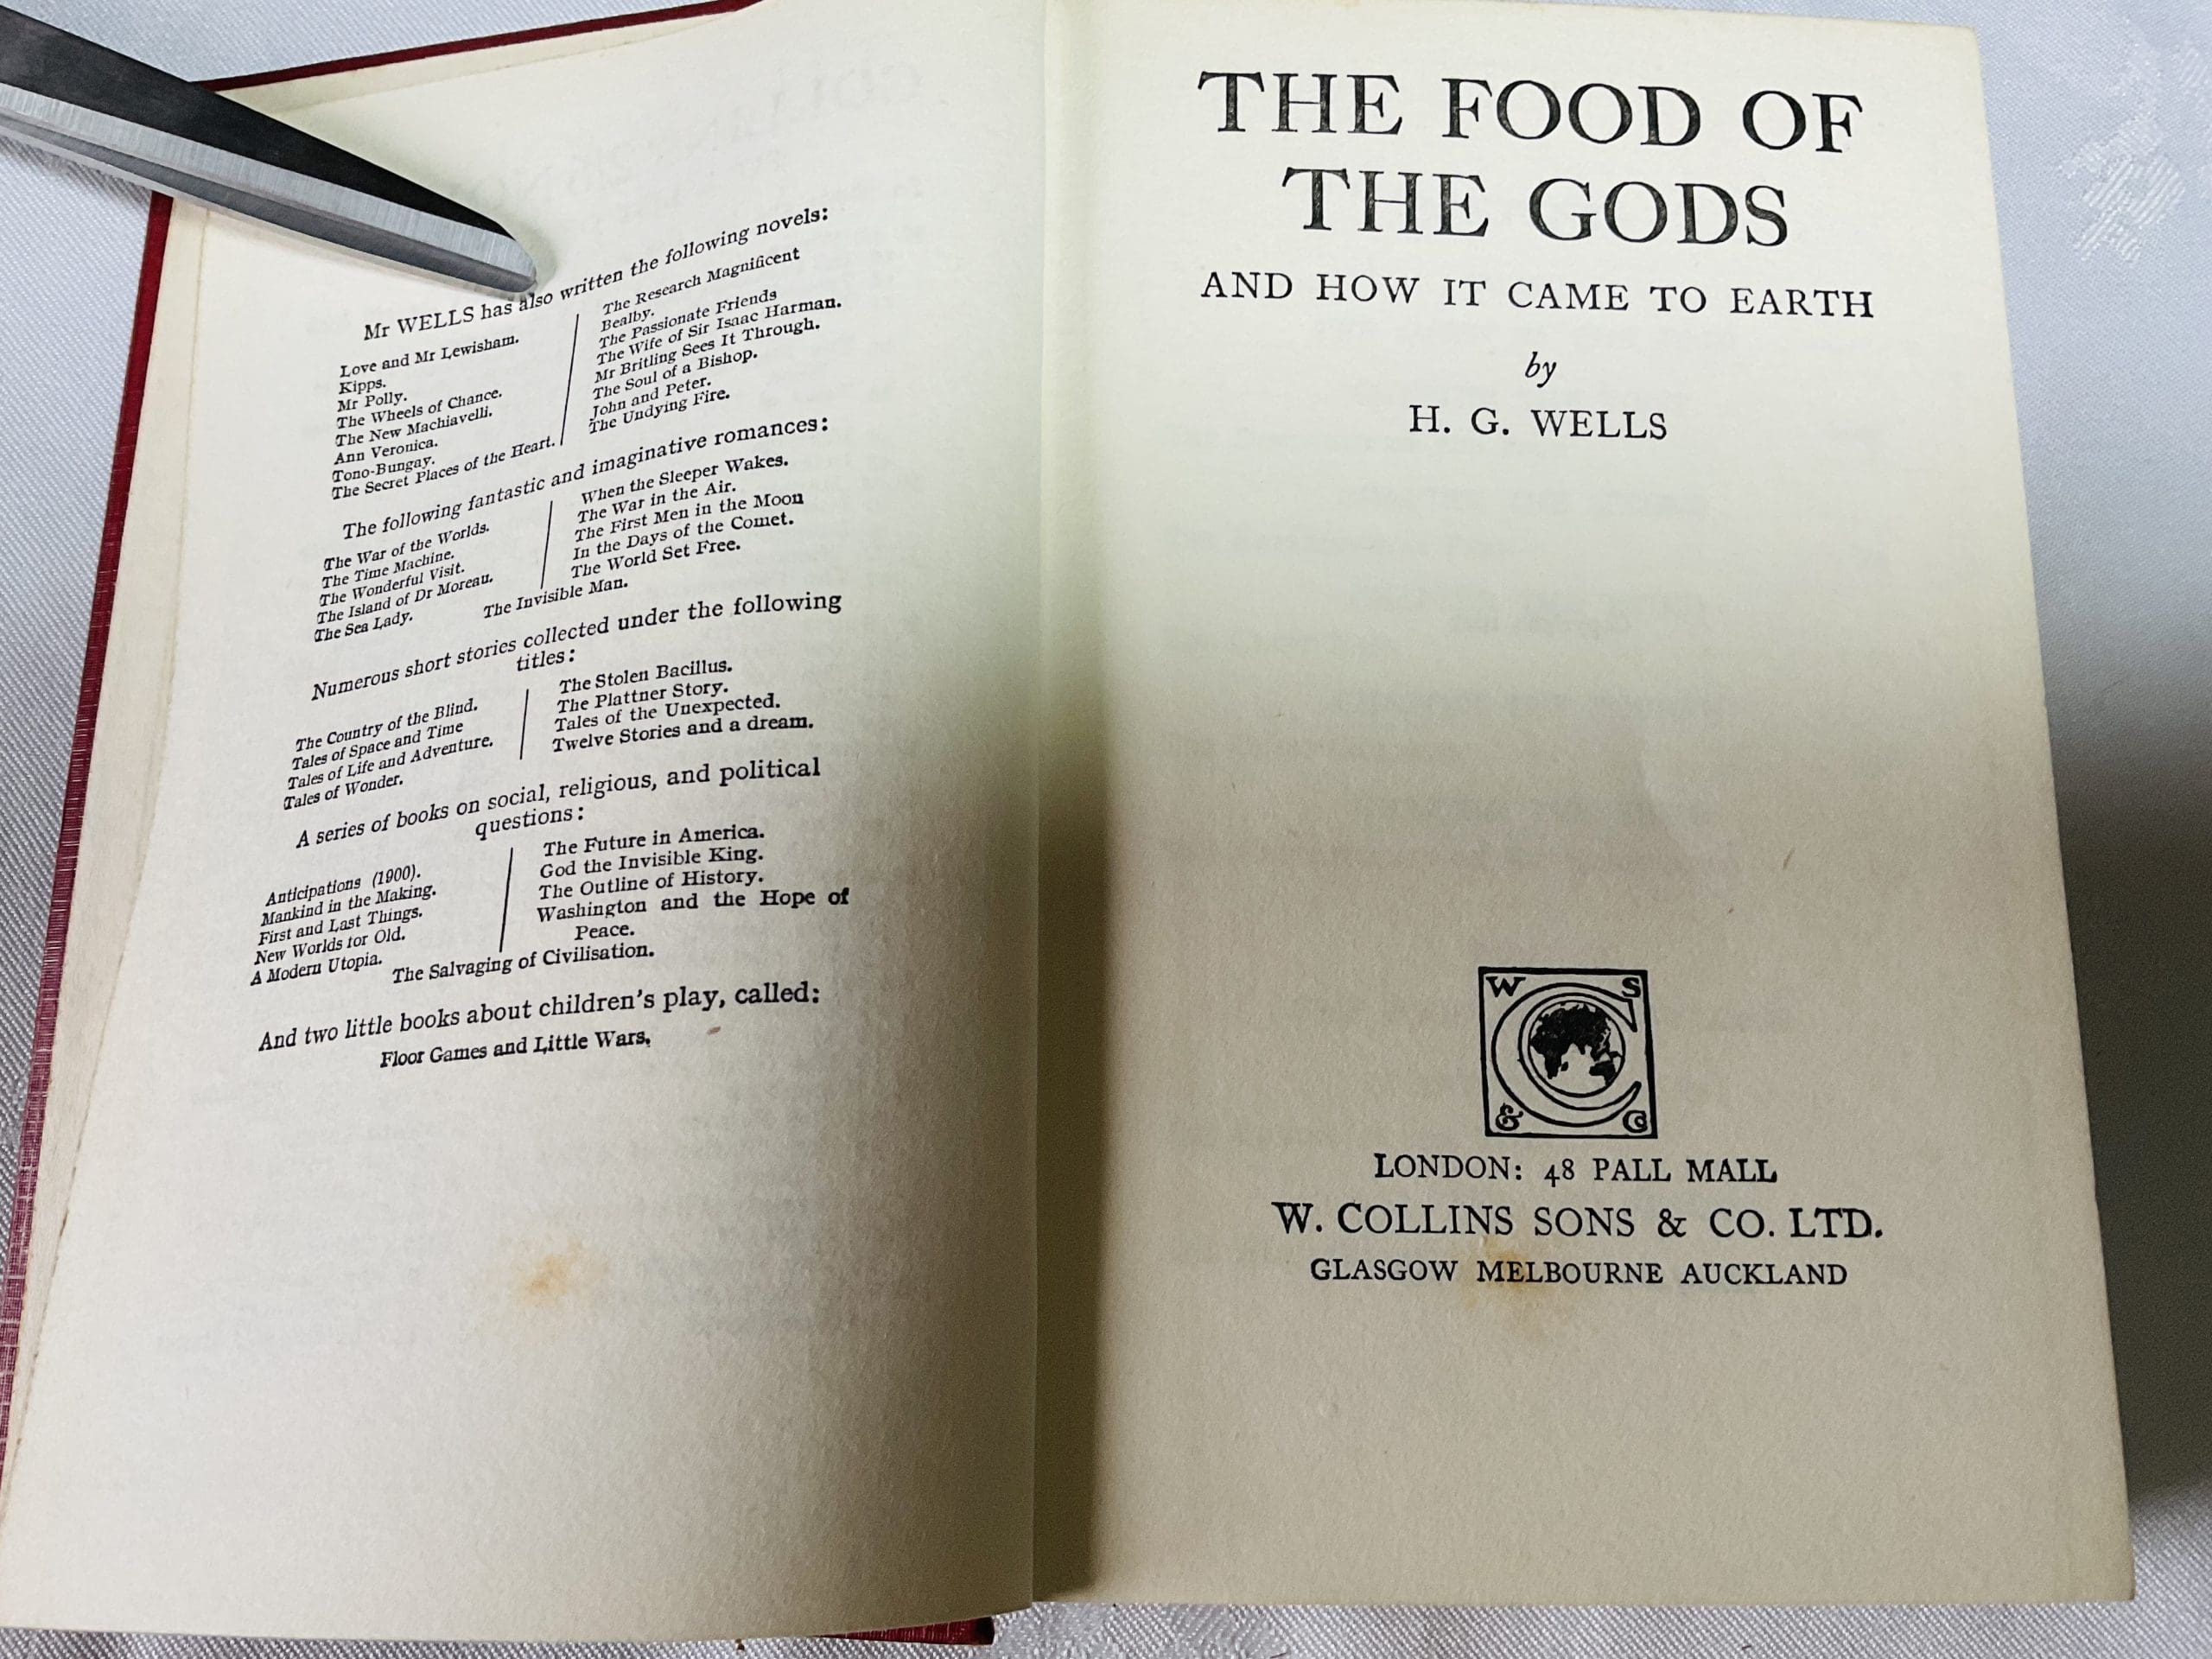 Mr WELLS has also written the following novels:
Love and Mr Lewisham.
Kipps.
Mr Polly.
The Wheels of Chance.
The New Machiavelli.
Ann Veronica.
Tono-Bungay.
The Secret Places of the Heart.
The Research Magnificent
Bealby.
The Passionate Friends
The Wife of Sir Isaac Harman.
Mr Britling Sees It Through.
The Soul of a Bishop.
John and Peter.
The Undying Fire.
The following fantastic and imaginative romances:
The War of the Worlds.
The Time Machine.
The Wonderful Visit.
The Island of Dr Moreau.
The Sea Lady.
When the Sleeper Wakes.
The War in the Air.
The First Men in the Moon
In the Days of the Comet.
The World Set Free.
The Invisible Man.
Numerous short stories collected under the following
titles:
The Country of the Blind.
Tales of Space and Time
Tales of Life and Adventure.
Tales of Wonder.
The Stolen Bacillus.
The Plattner Story.
Tales of the Unexpected.
Twelve Stories and a dream.
A series of books on social, religious, and political
questions:
Anticipations (1900).
Mankind in the Making.
First and Last Things.
New Worlds for Old.
A Modern Utopia.
The Future in America.
God the Invisible King.
The Outline of History.
Washington and the Hope of
Peace.
The Salvaging of Civilisation.
And two little books about children's play, called:
Floor Games and Little Wars.
THE FOOD OF
THE GODS
AND HOW IT CAME TO EARTH
by
H. G. WELLS
W S
C
& Co
LONDON: 48 PALL MALL
W. COLLINS SONS & CO. LTD.
GLASGOW MELBOURNE AUCKLAND